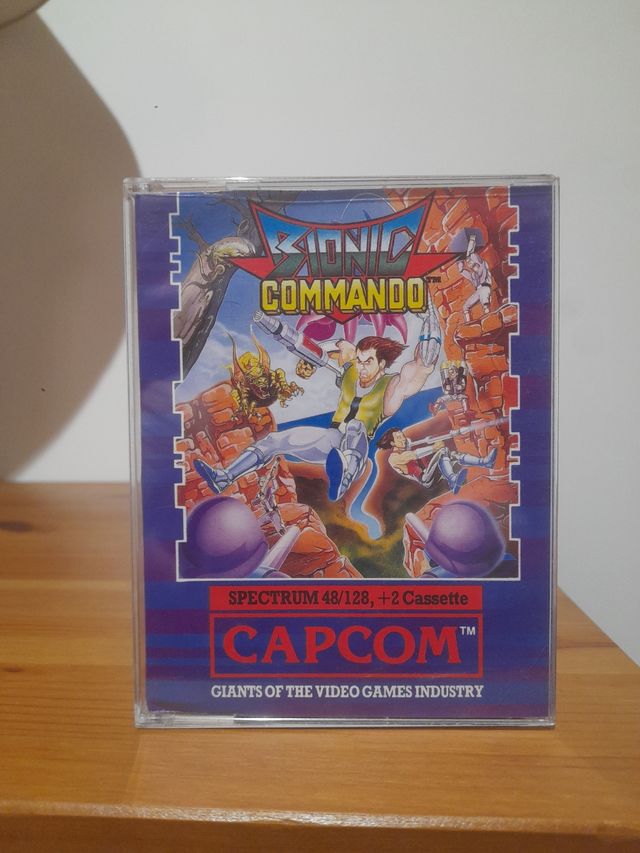 BIONIC
COMMANDO™
SPECTRUM 48/128, +2 Cassette
CAPCOM™
GIANTS OF THE VIDEO GAMES INDUSTRY